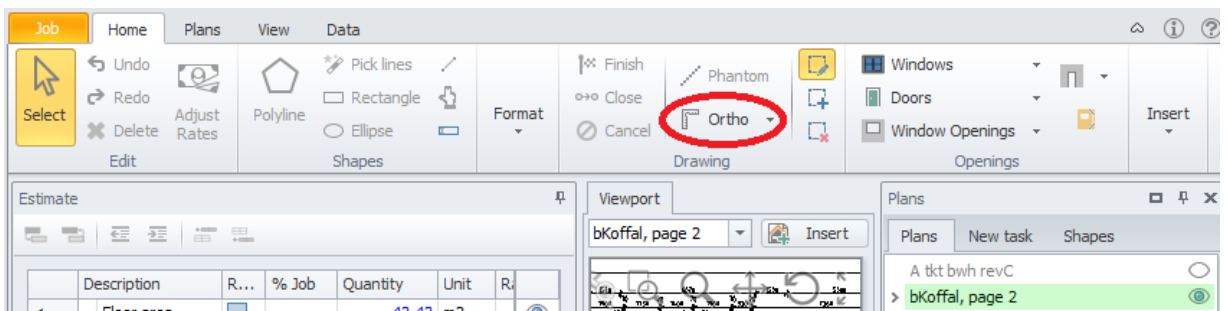 Job Home Plans View Data
Select
Undo
Redo
Delete
Adjust
Rates
Edit
Polyline
Pick lines
Rectangle
Ellipse
Shapes
Format
Finish
Close
Cancel
Phantom
Ortho
Drawing
Windows
Doors
Window Openings
Openings
Insert
Estimate
Description R... % Job Quantity Unit
Floor area
Viewport
bKoffal, page 2 Insert
Plans
Plans New task Shapes
A tkt bwh revC
bKoffal, page 2